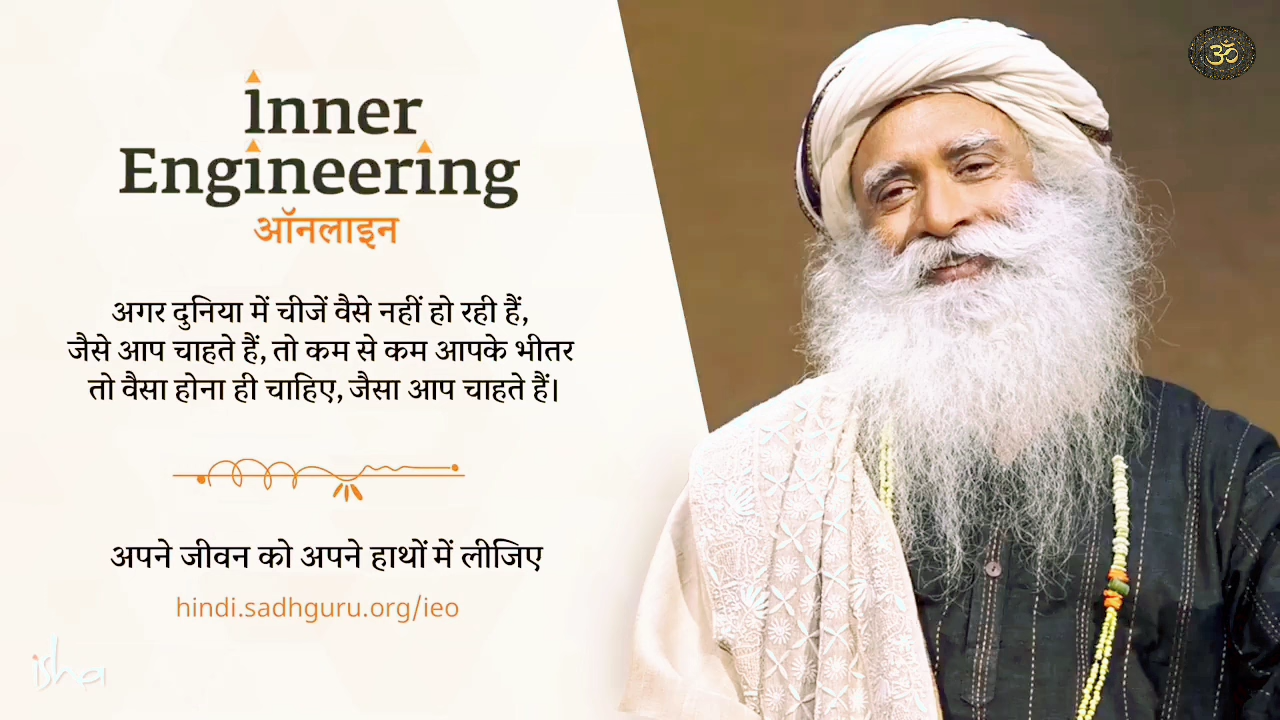 inner
Engineering
ऑनलाइन
अगर दुनिया में चीजें वैसे नहीं हो रही हैं,
जैसे आप चाहते हैं, तो कम से कम आपके भीतर
तो वैसा होना ही चाहिए, जैसा आप चाहते हैं।
अपने जीवन को अपने हाथों में लीजिए
hindi.sadhguru.org/ieo
isha
ॐ